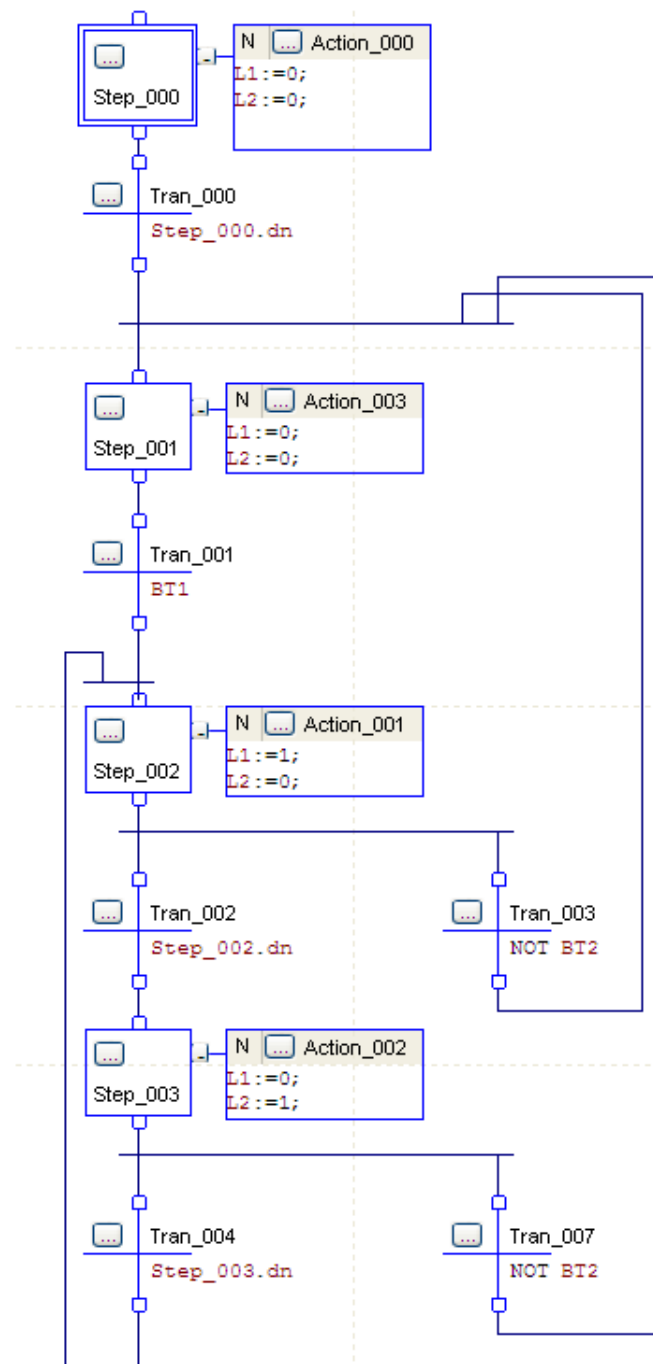 N ... Action_000
...
L1:=0;
Step_000
L2:=0;
... Tran_000
Step_000.dn
N ... Action_003
...
L1:=0;
Step_001
L2:=0;
... Tran_001
BT1
N ... Action_001
...
L1:=1;
Step_002
L2:=0;
... Tran_002
Step_002.dn
... Tran_003
NOT BT2
N ... Action_002
...
L1:=0;
Step_003
L2:=1;
... Tran_004
Step_003.dn
... Tran_007
NOT BT2